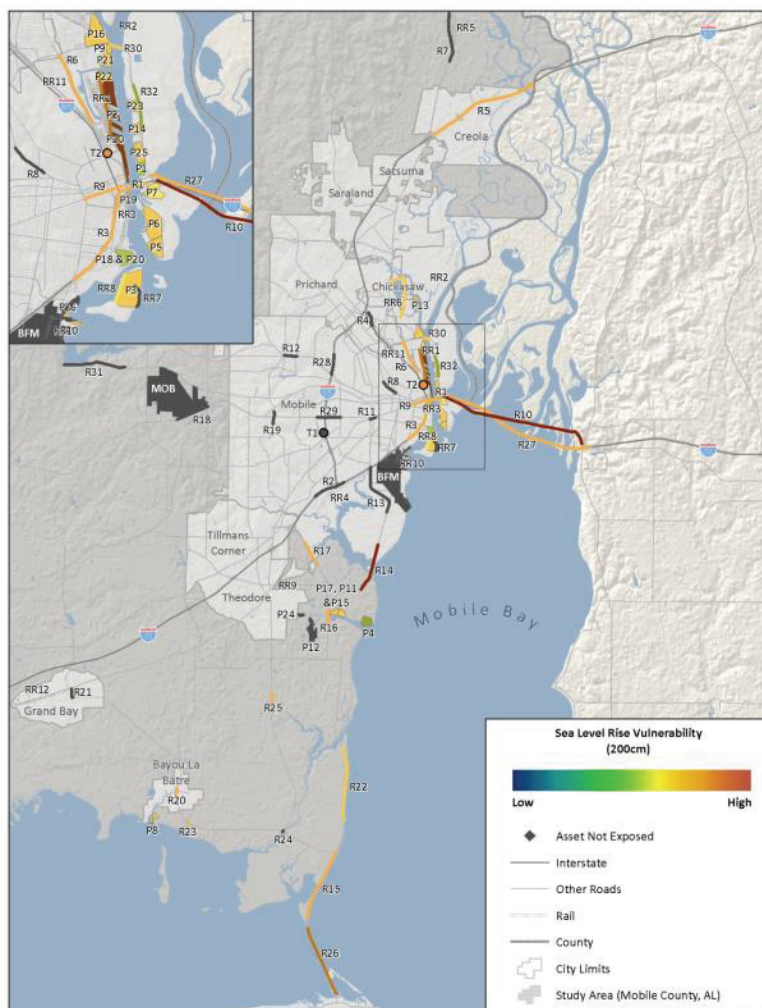 P16
RR2
P9
R30
P21
R6
RR11
P22
R32
P23
P14
T2
P25
R8
P1
R9
R1
R27
P7
P19
RR3
R10
R3
P6
P5
P18 & P20
RR8
P3
RR7
RR10
BFM
RR5
R7
R5
Creola
Satsuma
Saraland
RR2
Prichard
Chickasaw
RR6
P13
R4
R30
RR1
R12
RR11
R32
R28
R6
R31
MOB
R8
T2
R1
Mobile
R9
R10
R18
R19
R29
R11
RR3
T1
R3
R27
RR8
RR7
RR10
BFM
R2
RR4
R13
Tillmans
Corner
R17
R14
RR9
P17, P11
&P15
Theodore
P24
R16
P4
P12
Mobile Bay
RR12
R21
Grand Bay
R25
Bayou La
Batre
R20
R22
P8
R23
R24
R15
R26
Sea Level Rise Vulnerability
(200cm)
Low
High
Asset Not Exposed
Interstate
Other Roads
Rail
County
City Limits
Study Area (Mobile County, AL)